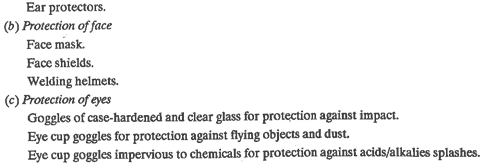 Ear protectors.
(b) Protection of face
Face mask.
Face shields.
Welding helmets.
(c) Protection of eyes
Goggles of case-hardened and clear glass for protection against impact.
Eye cup goggles for protection against flying objects and dust.
Eye cup goggles impervious to chemicals for protection against acids/alkalies splashes.